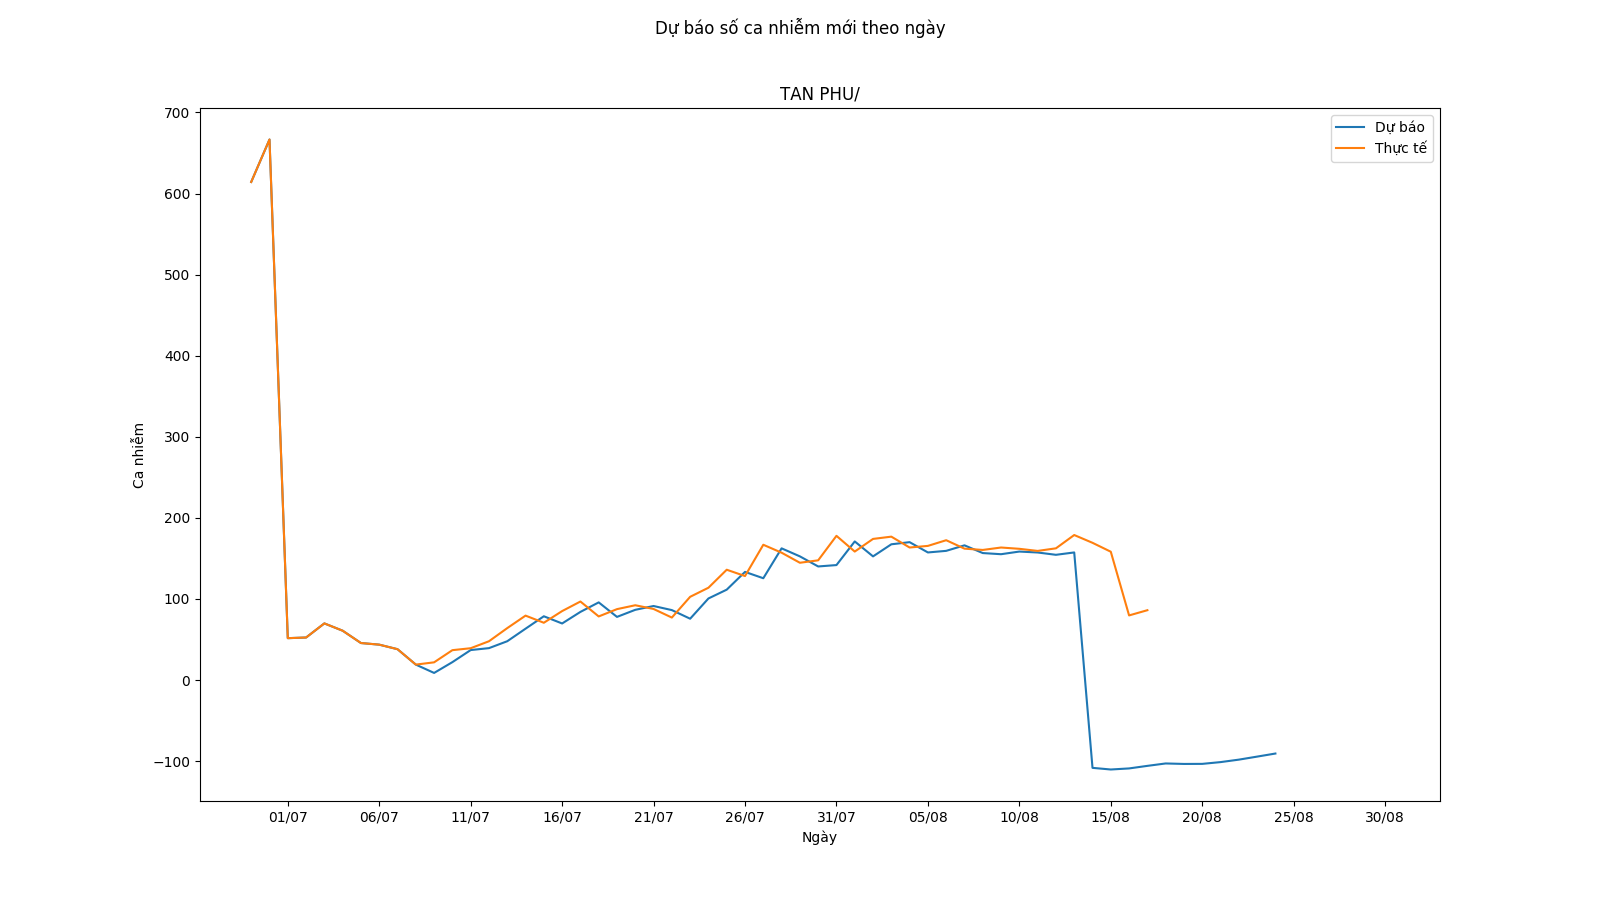 Dự báo số ca nhiễm mới theo ngày
TAN PHU/
Dự báo
Thực tế
700
600
500
400
300
200
100
0
−100
Ca nhiễm
01/07 06/07 11/07 16/07 21/07 26/07 31/07 05/08 10/08 15/08 20/08 25/08 30/08
Ngày